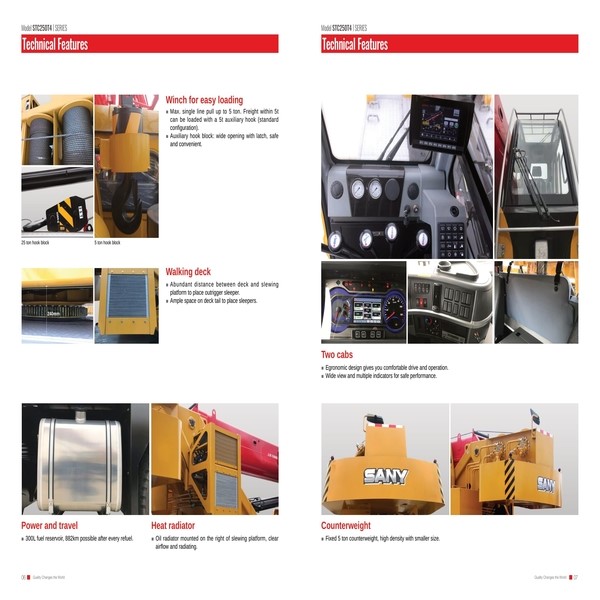 Model STC250T4 | SERIES
Technical Features
Winch for easy loading
Max. single line pull up to 5 ton. Freight within 5t
can be loaded with a 5t auxiliary hook (standard
configuration).
Auxiliary hook block: wide opening with latch, safe
and convenient.
25 ton hook block
5 ton hook block
Walking deck
Abundant distance between deck and slewing
platform to place outrigger sleeper.
Ample space on deck tail to place sleepers.
Power and travel
300L fuel reservoir, 882km possible after every refuel.
Heat radiator
Oil radiator mounted on the right of slewing platform, clear
airflow and radiating.
Quality Changes the World
Model STC250T4 | SERIES
Technical Features
Two cabs
Egronomic design gives you comfortable drive and operation.
Wide view and multiple indicators for safe performance.
SANY
SANY
Counterweight
Fixed 5 ton counterweight, high density with smaller size.
Quality Changes the World